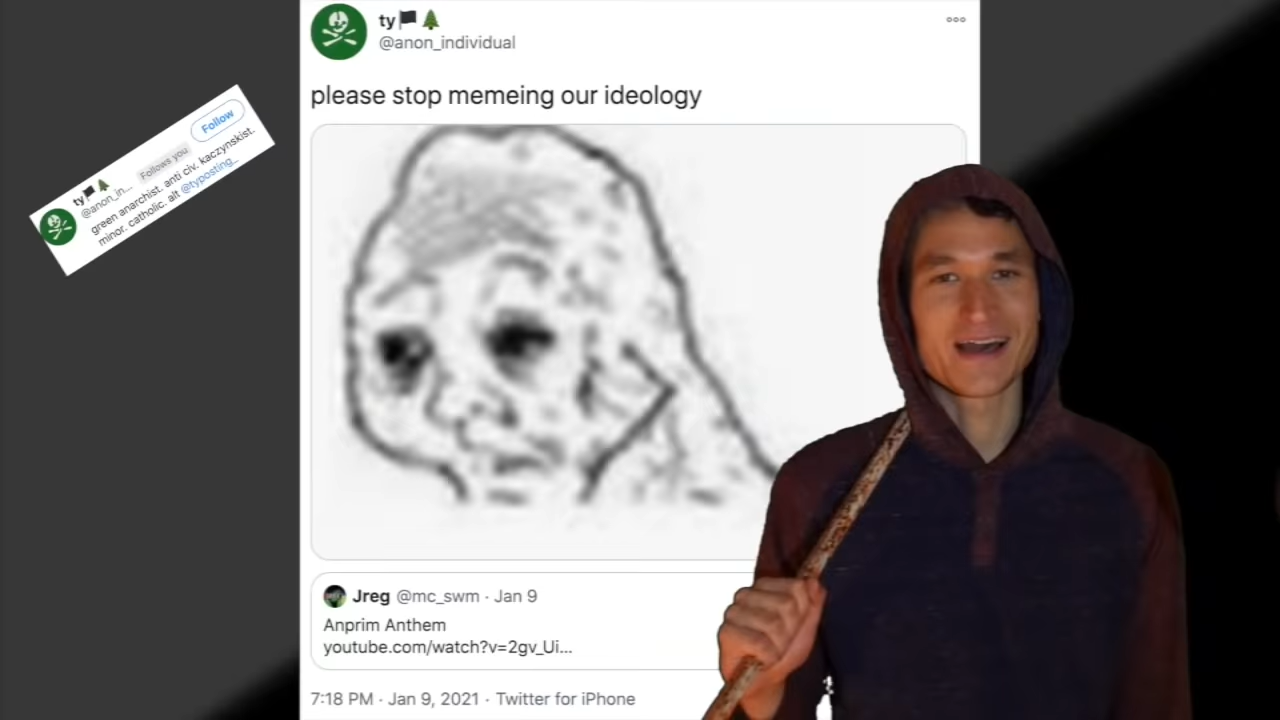 ty🏴🌲
@anon_individual
please stop memeing our ideology
Jreg @mc_swm · Jan 9
Anprim Anthem
youtube.com/watch?v=2gv_Ui...
7:18 PM · Jan 9, 2021 · Twitter for iPhone
Follow
ty🏴🌲
@anon_in... Follows you
green anarchist. anti civ. kaczynskist.
minor. catholic. alt @typosting_